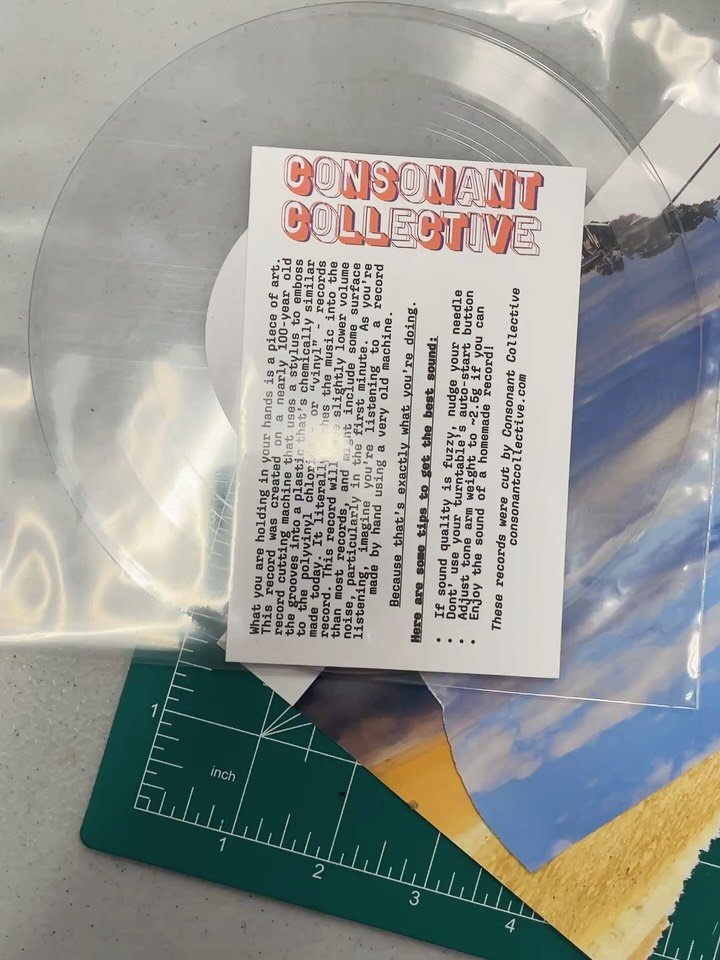 CONSONANT
COLLECTIVE
What you are holding in your hands is a piece of art.
This record was created on a nearly 100-year old
record cutting machine that uses a stylus to emboss
the grooves into a plastic that's chemically similar
to the polyvinyl chlori or “vinyl” - records
made today. It literal hes the music into the
record. This record will slightly lower volume
than most records, and might include some surface
noise, particularly in the first minute. As you're
listening, imagine you're listening to a record
made by hand using a very old machine.
Because that's exactly what you're doing.
Here are some tips to get the best sound:
• If sound quality is fuzzy, nudge your needle
• Dont' use your turntable's auto-start button
• Adjust tone arm weight to ~2.5g if you can
• Enjoy the sound of a homemade record!
These records were cut by Consonant Collective
consonantcollective.com
1
inch
1
2
3
4